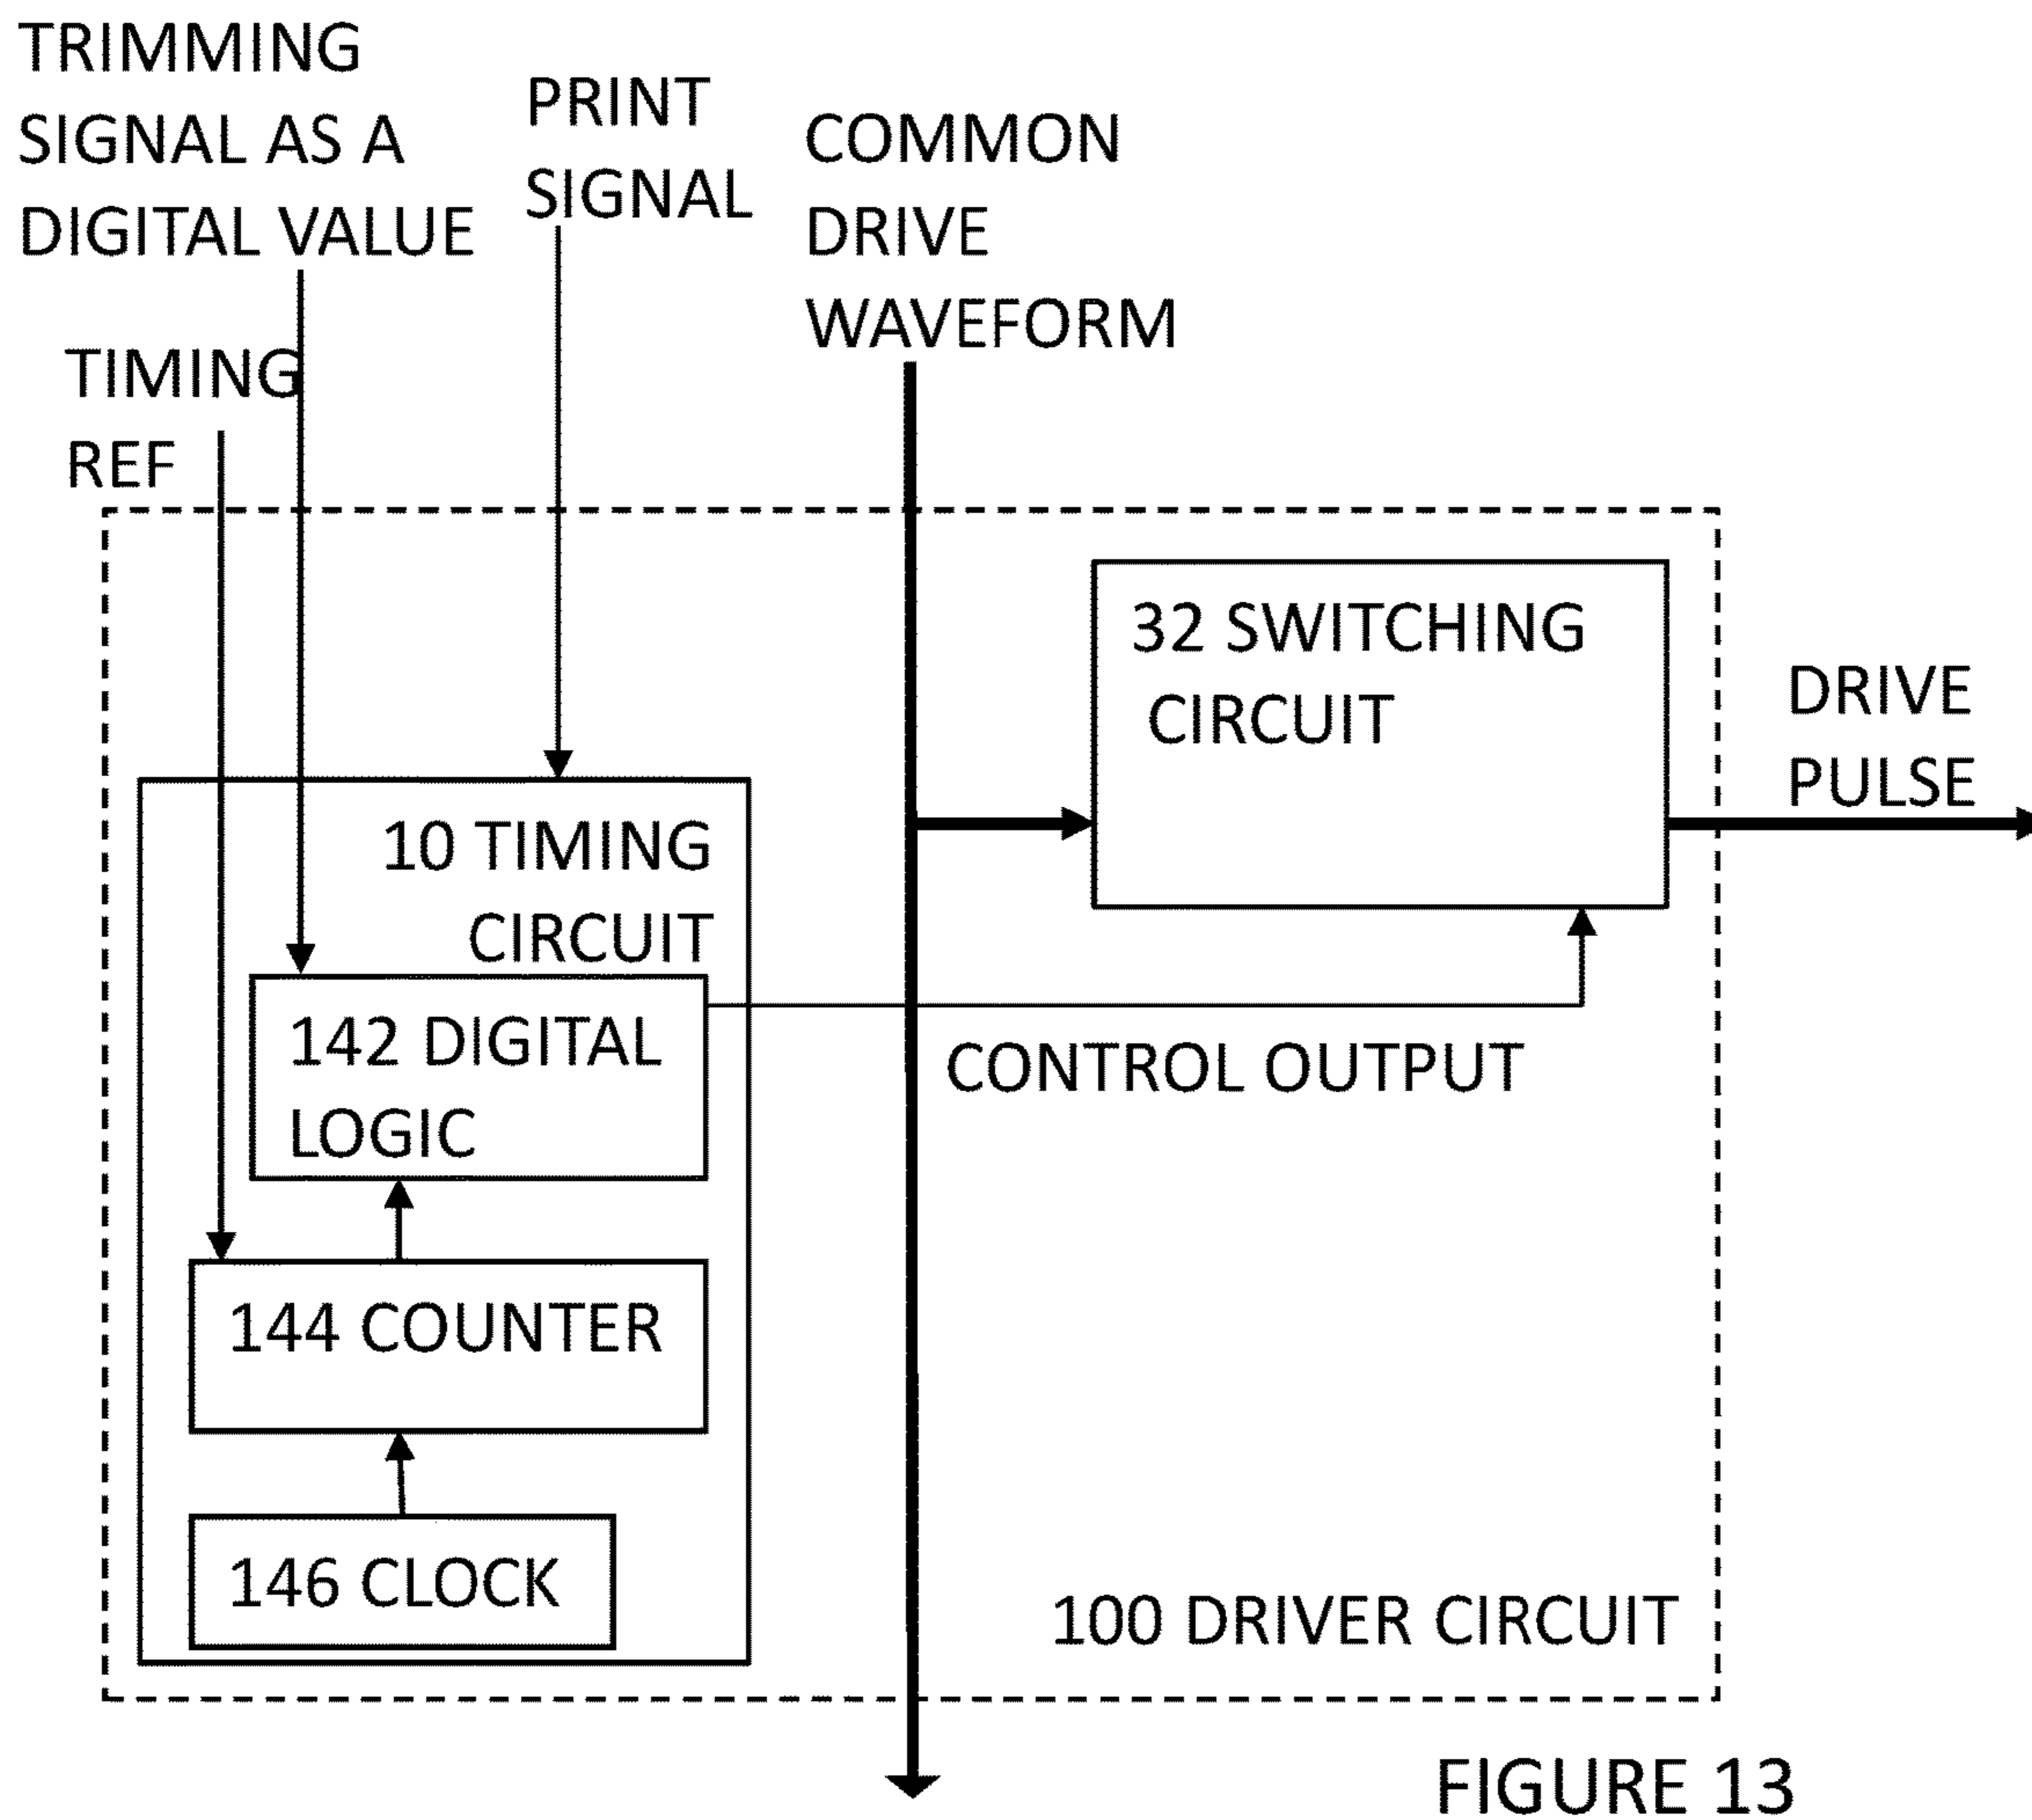 TRIMMING
SIGNAL AS A
DIGITAL VALUE
PRINT
SIGNAL
COMMON
DRIVE
WAVEFORM
TIMING
REF
32 SWITCHING
CIRCUIT
DRIVE
PULSE
10 TIMING
CIRCUIT
142 DIGITAL
LOGIC
CONTROL OUTPUT
144 COUNTER
146 CLOCK
100 DRIVER CIRCUIT
FIGURE 13